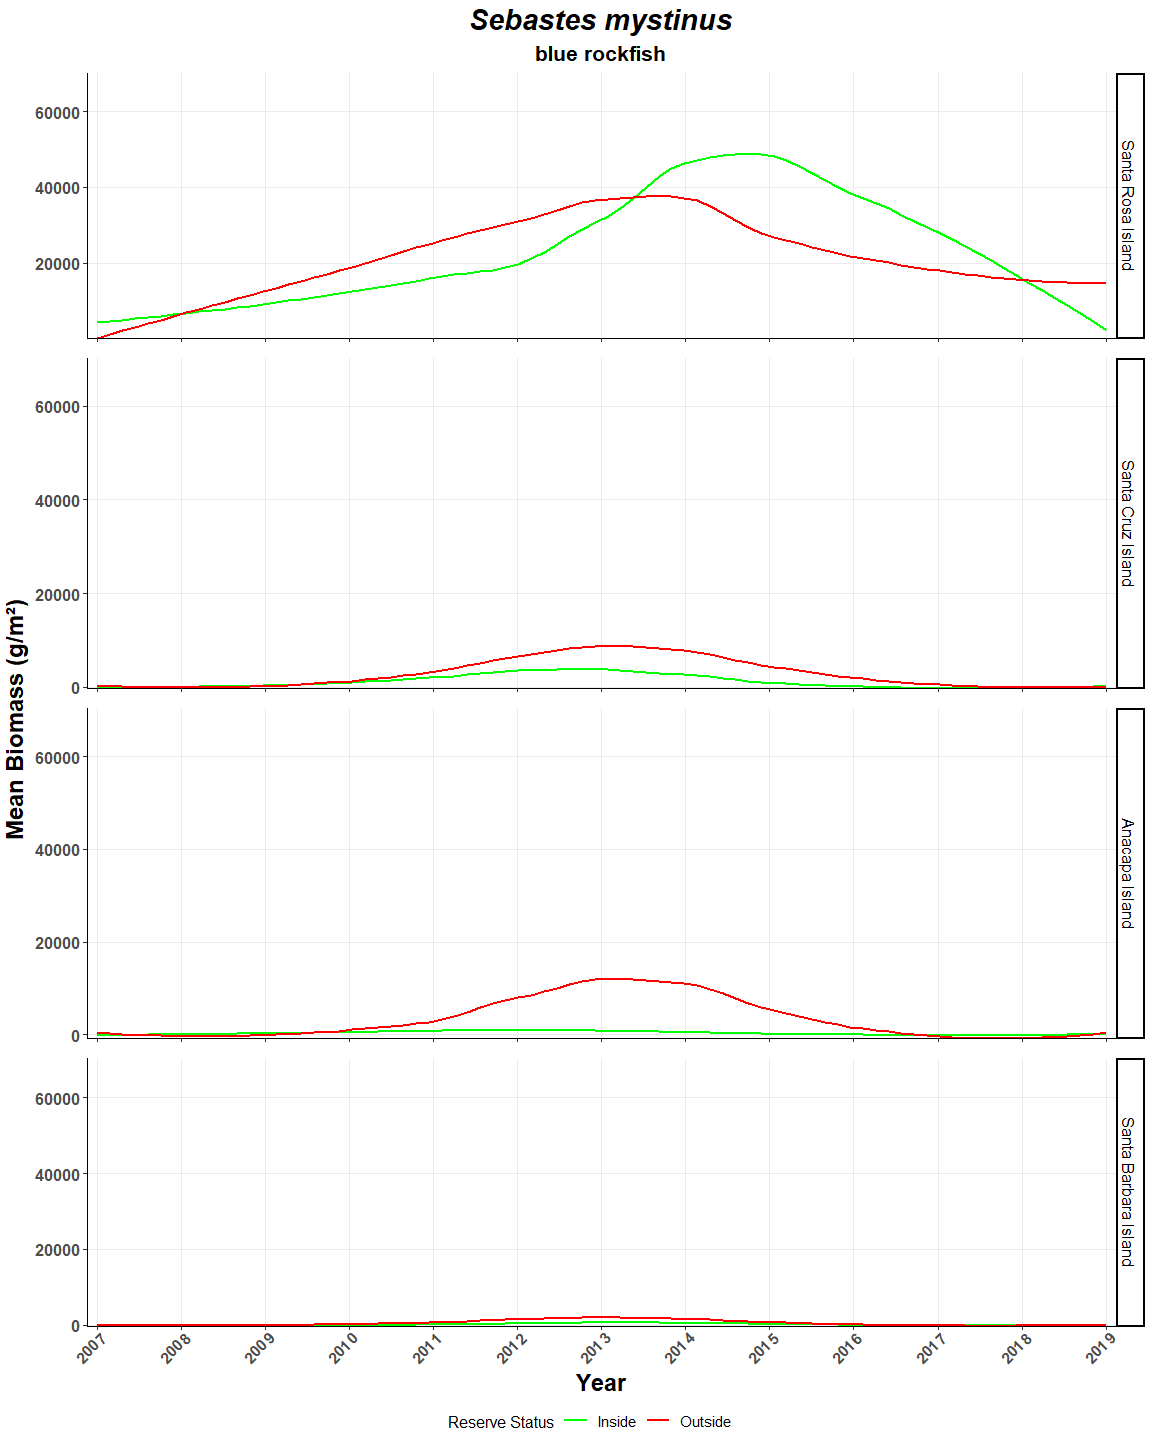 Sebastes mystinus
blue rockfish
Mean Biomass (g/m²)
60000
40000
20000
Santa Rosa Island
60000
40000
20000
0
Santa Cruz Island
60000
40000
20000
0
Anacapa Island
60000
40000
20000
0
Santa Barbara Island
2007 2008 2009 2010 2011 2012 2013 2014 2015 2016 2017 2018 2019
Year
Reserve Status Inside Outside